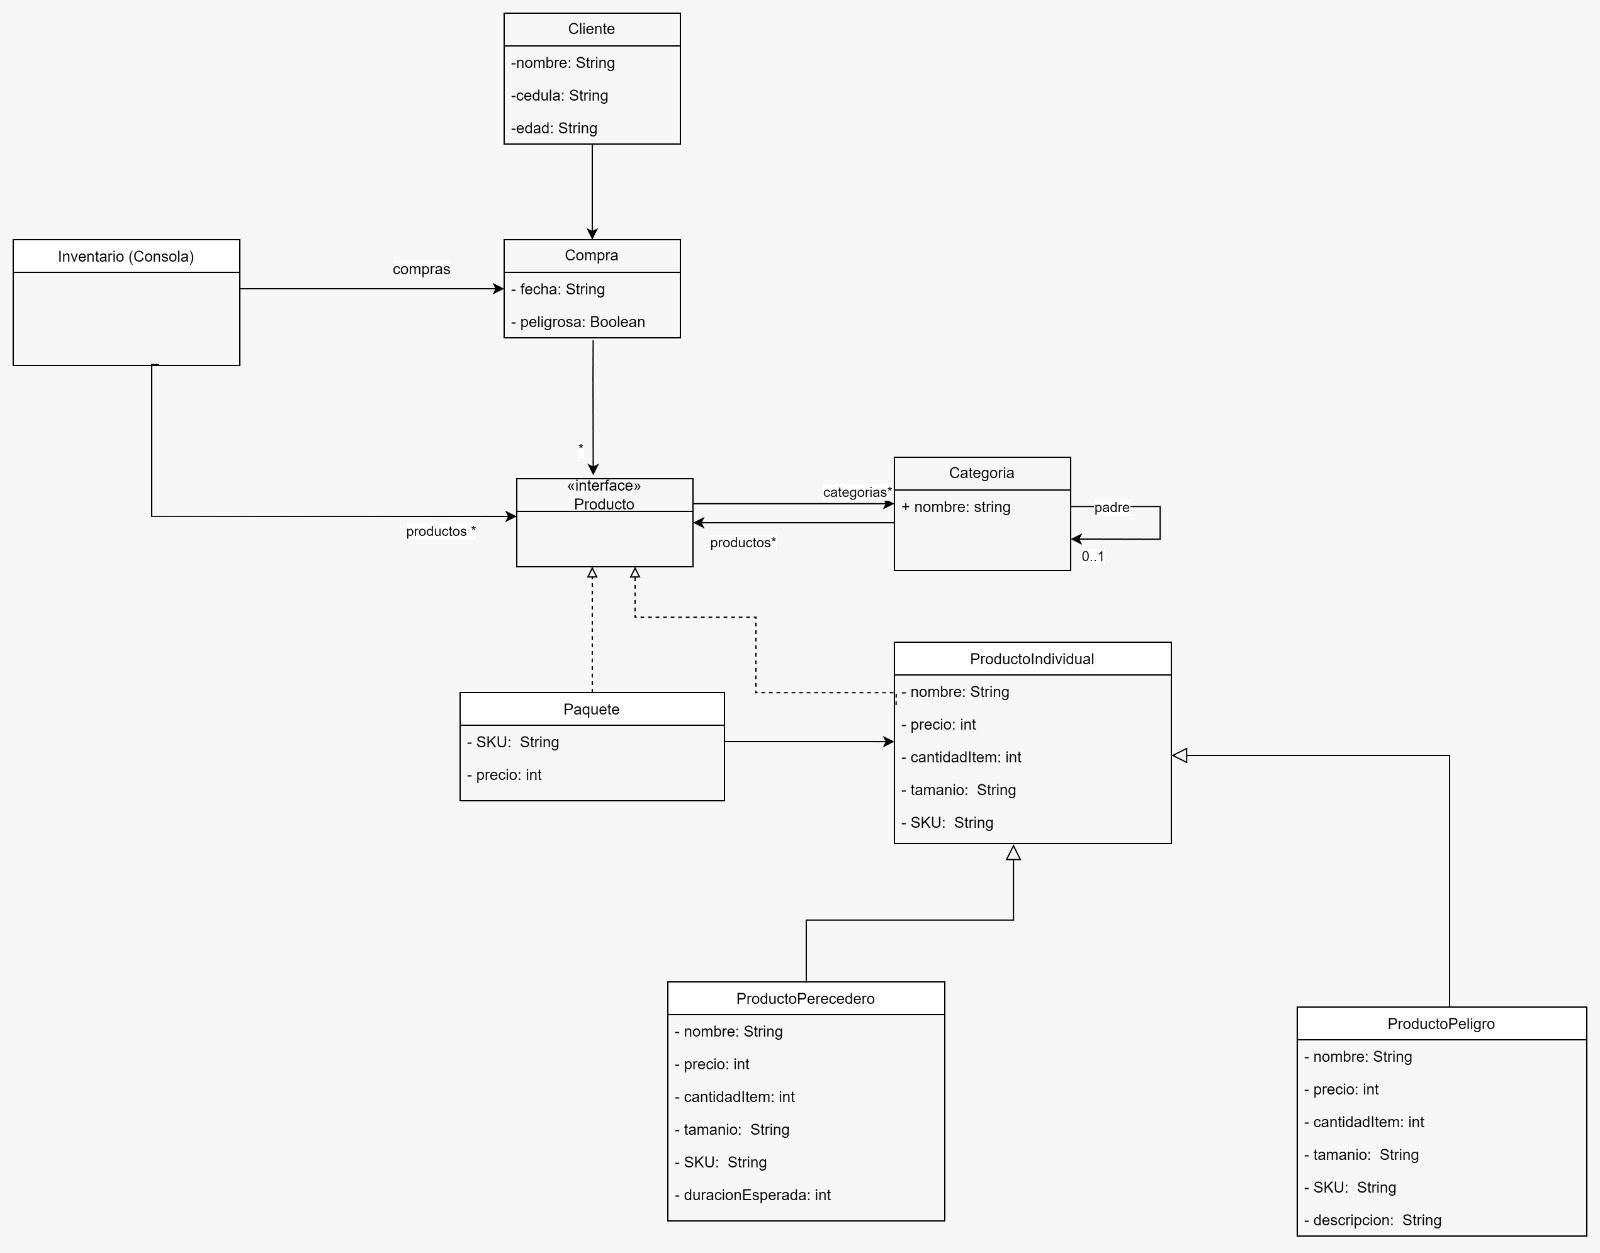 Cliente
-nombre: String
-cedula: String
-edad: String
Inventario (Consola)
compras
Compra
- fecha: String
- peligrosa: Boolean
*
«interface»
Producto
productos *
categorias*
productos*
Categoria
+ nombre: string
padre
0..1
Paquete
- SKU:  String
- precio: int
ProductoIndividual
- nombre: String
- precio: int
- cantidadItem: int
- tamanio:  String
- SKU:  String
ProductoPerecedero
- nombre: String
- precio: int
- cantidadItem: int
- tamanio:  String
- SKU:  String
- duracionEsperada: int
ProductoPeligro
- nombre: String
- precio: int
- cantidadItem: int
- tamanio:  String
- SKU:  String
- descripcion:  String